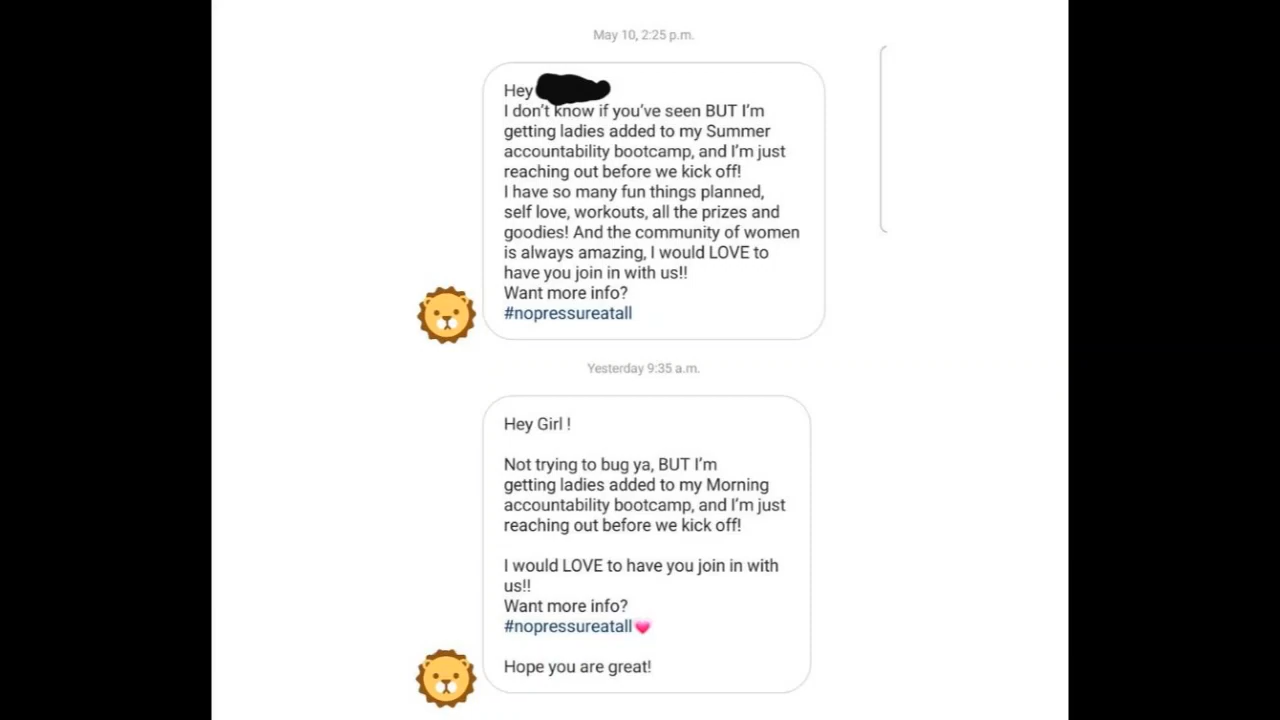 May 10, 2:25 p.m.
Hey
I don't know if you've seen BUT I'm
getting ladies added to my Summer
accountability bootcamp, and I'm just
reaching out before we kick off!
I have so many fun things planned,
self love, workouts, all the prizes and
goodies! And the community of women
is always amazing, I would LOVE to
have you join in with us!!
Want more info?
#nopressureatall
Yesterday 9:35 a.m.
Hey Girl !
Not trying to bug ya, BUT I'm
getting ladies added to my Morning
accountability bootcamp, and I'm just
reaching out before we kick off!
I would LOVE to have you join in with
us!!
Want more info?
#nopressureatall
Hope you are great!